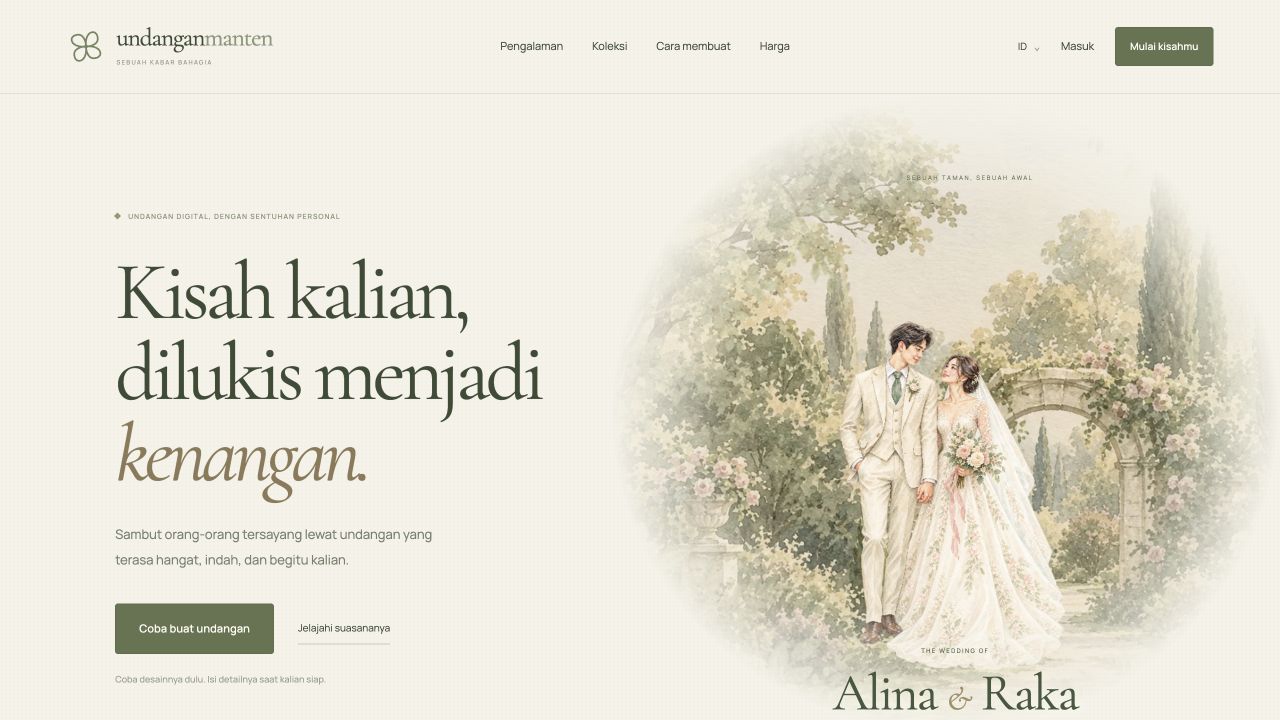 undanganmanten
SEBUAH KABAR BAHAGIA
Pengalaman
Koleksi
Cara membuat
Harga
ID
Masuk
Mulai kisahmu
SEBUAH TAMAN, SEBUAH AWAL
UNDANGAN DIGITAL, DENGAN SENTUHAN PERSONAL
Kisah kalian,
dilukis menjadi
kenangan.
Sambut orang-orang tersayang lewat undangan yang
terasa hangat, indah, dan begitu kalian.
Coba buat undangan
Jelajahi suasananya
Coba desainnya dulu. Isi detailnya saat kalian siap.
THE WEDDING OF
Alina & Raka